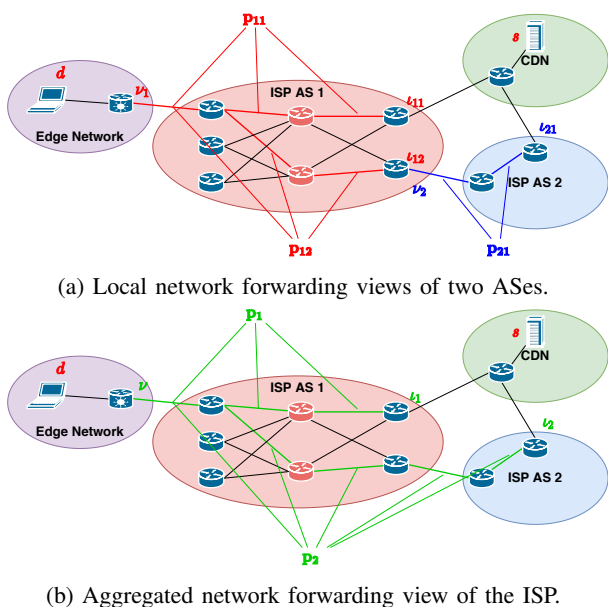 p₁₁
s
CDN
d
ν₁
ISP AS 1
ι₁₁
Edge Network
ι₂₁
ι₁₂
ν₂
ISP AS 2
p₁₂
p₂₁
(a) Local network forwarding views of two ASes.
p₁
s
CDN
d
ν
ISP AS 1
ι₁
Edge Network
ι₂
ISP AS 2
p₂
(b) Aggregated network forwarding view of the ISP.